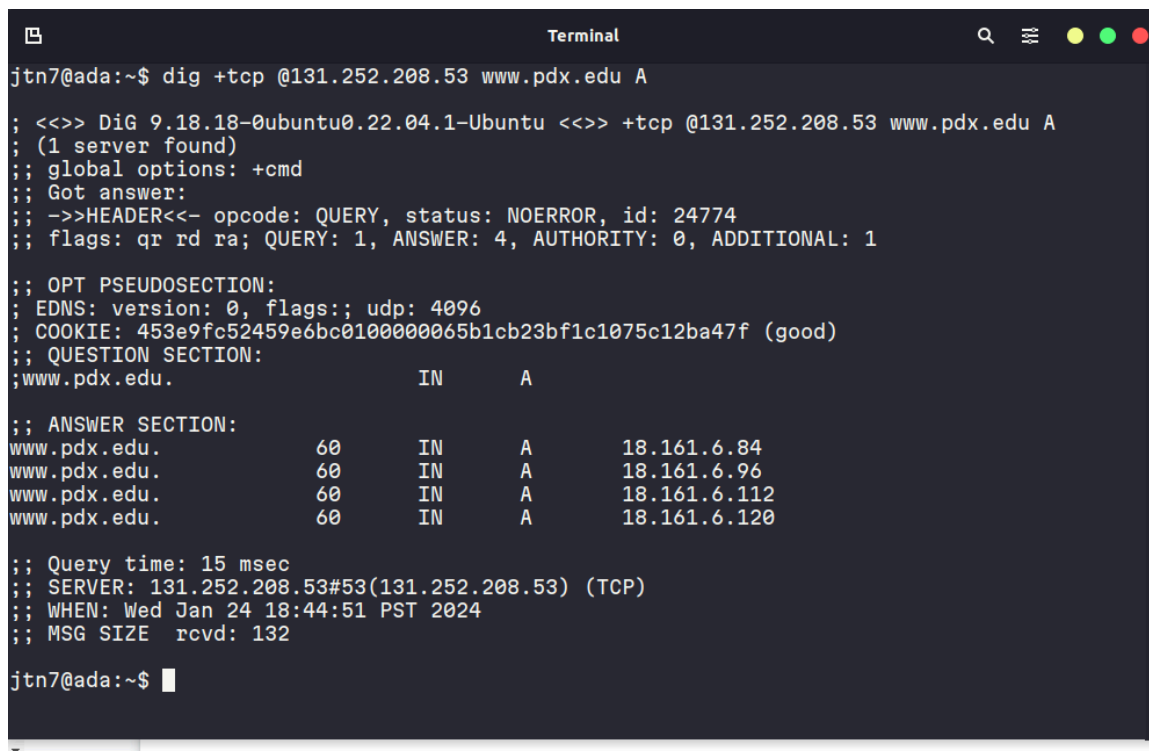 Terminal
jtn7@ada:~$ dig +tcp @131.252.208.53 www.pdx.edu A
; <<>> DiG 9.18.18-0ubuntu0.22.04.1-Ubuntu <<>> +tcp @131.252.208.53 www.pdx.edu A
; (1 server found)
;; global options: +cmd
;; Got answer:
;; ->>HEADER<<- opcode: QUERY, status: NOERROR, id: 24774
;; flags: qr rd ra; QUERY: 1, ANSWER: 4, AUTHORITY: 0, ADDITIONAL: 1
;; OPT PSEUDOSECTION:
; EDNS: version: 0, flags:; udp: 4096
; COOKIE: 453e9fc52459e6bc0100000065b1cb23bf1c1075c12ba47f (good)
;; QUESTION SECTION:
;www.pdx.edu. IN A
;; ANSWER SECTION:
www.pdx.edu. 60 IN A 18.161.6.84
www.pdx.edu. 60 IN A 18.161.6.96
www.pdx.edu. 60 IN A 18.161.6.112
www.pdx.edu. 60 IN A 18.161.6.120
;; Query time: 15 msec
;; SERVER: 131.252.208.53#53(131.252.208.53) (TCP)
;; WHEN: Wed Jan 24 18:44:51 PST 2024
;; MSG SIZE rcvd: 132
jtn7@ada:~$